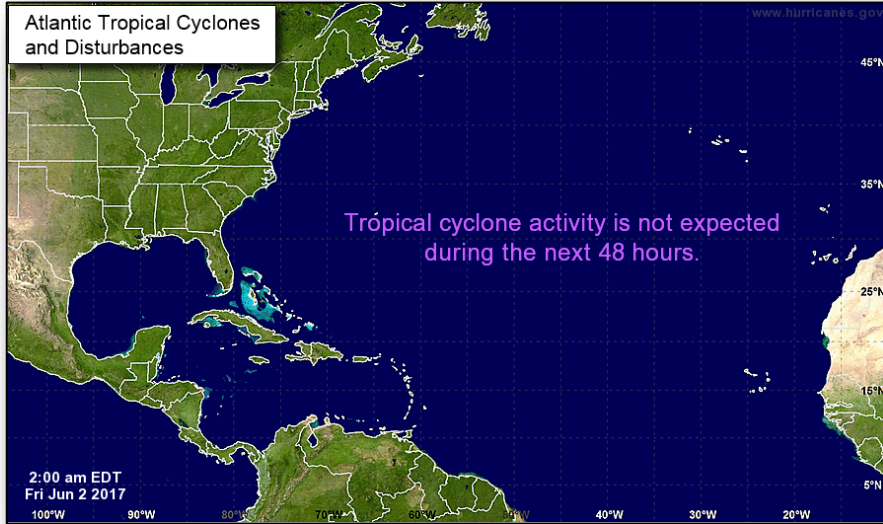 Atlantic Tropical Cyclones
and Disturbances
www.hurricanes.gov
45°N
35°N
Tropical cyclone activity is not expected
during the next 48 hours.
25°N
15°N
2:00 am EDT
Fri Jun 2 2017
5°N
100°W 90°W 80°W 70°W 60°W 50°W 40°W 30°W 20°W